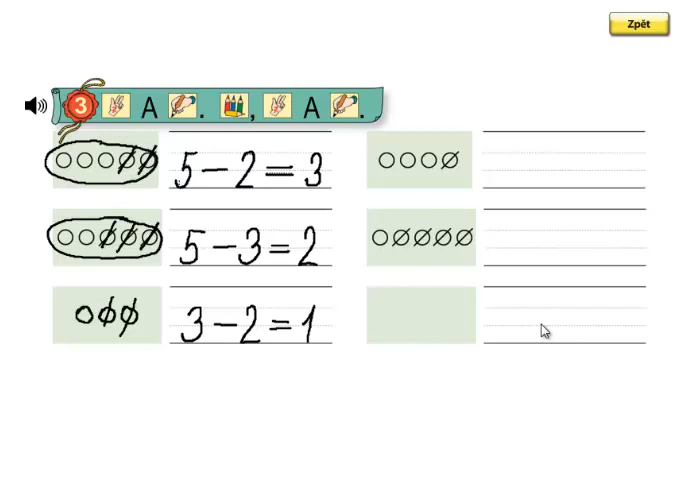 Zpět
3 A . , A .
5 - 2 = 3
5 - 3 = 2
3 - 2 = 1